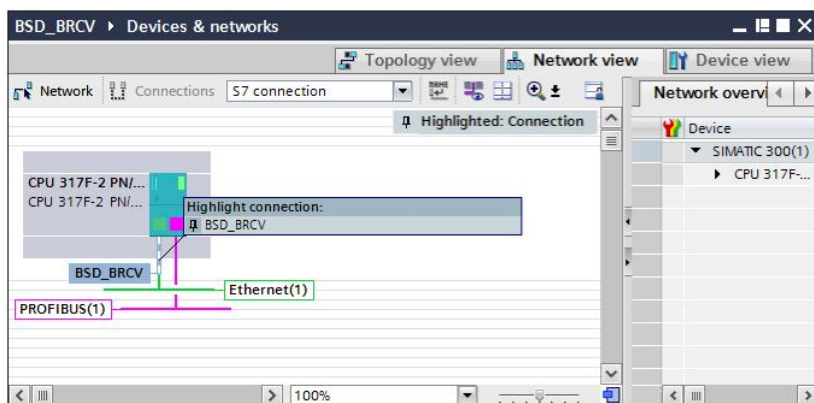 BSD_BRCV ▸ Devices & networks
Topology view
Network view
Device view
Network
Connections
S7 connection
Network overvi
Highlighted: Connection
Device
SIMATIC 300(1)
CPU 317F-...
CPU 317F-2 PN/...
CPU 317F-2 PN/...
Highlight connection:
BSD_BRCV
BSD_BRCV
Ethernet(1)
PROFIBUS(1)
100%